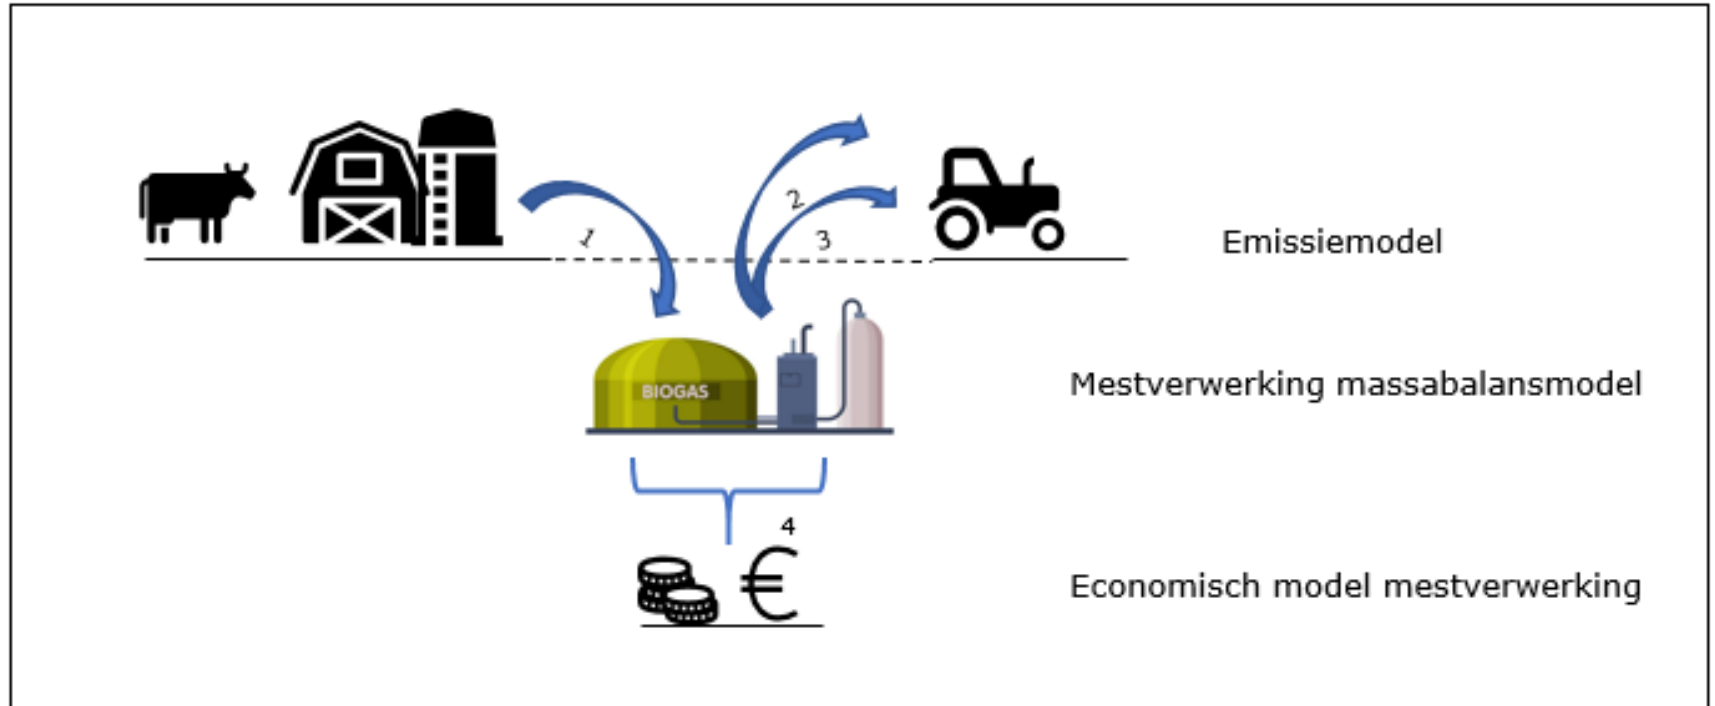 2
1
3
Emissiemodel
Mestverwerking massabalansmodel
BIOGAS
4
Economisch model mestverwerking